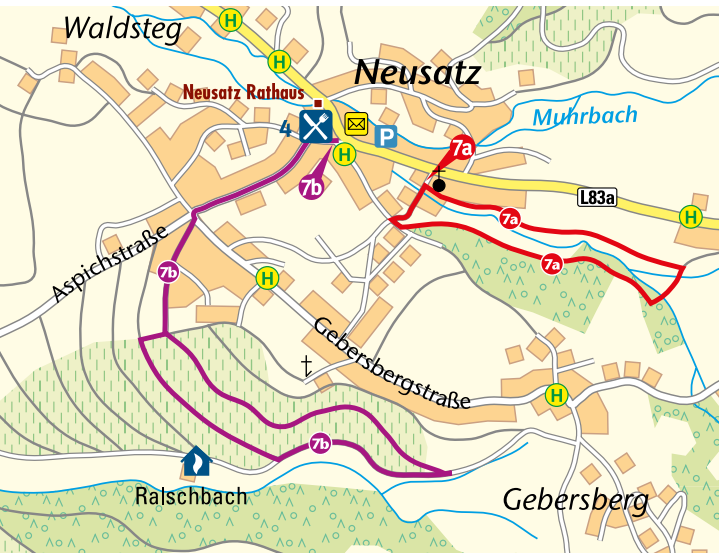 H
Waldsteg
H
Neusatz
Neusatz Rathaus
Muhrbach
4
P
H
7a
7b
L83a
H
7a
Aspichstraße
7b
H
7a
Gebersbergstraße
H
7b
Ralschbach
Gebersberg